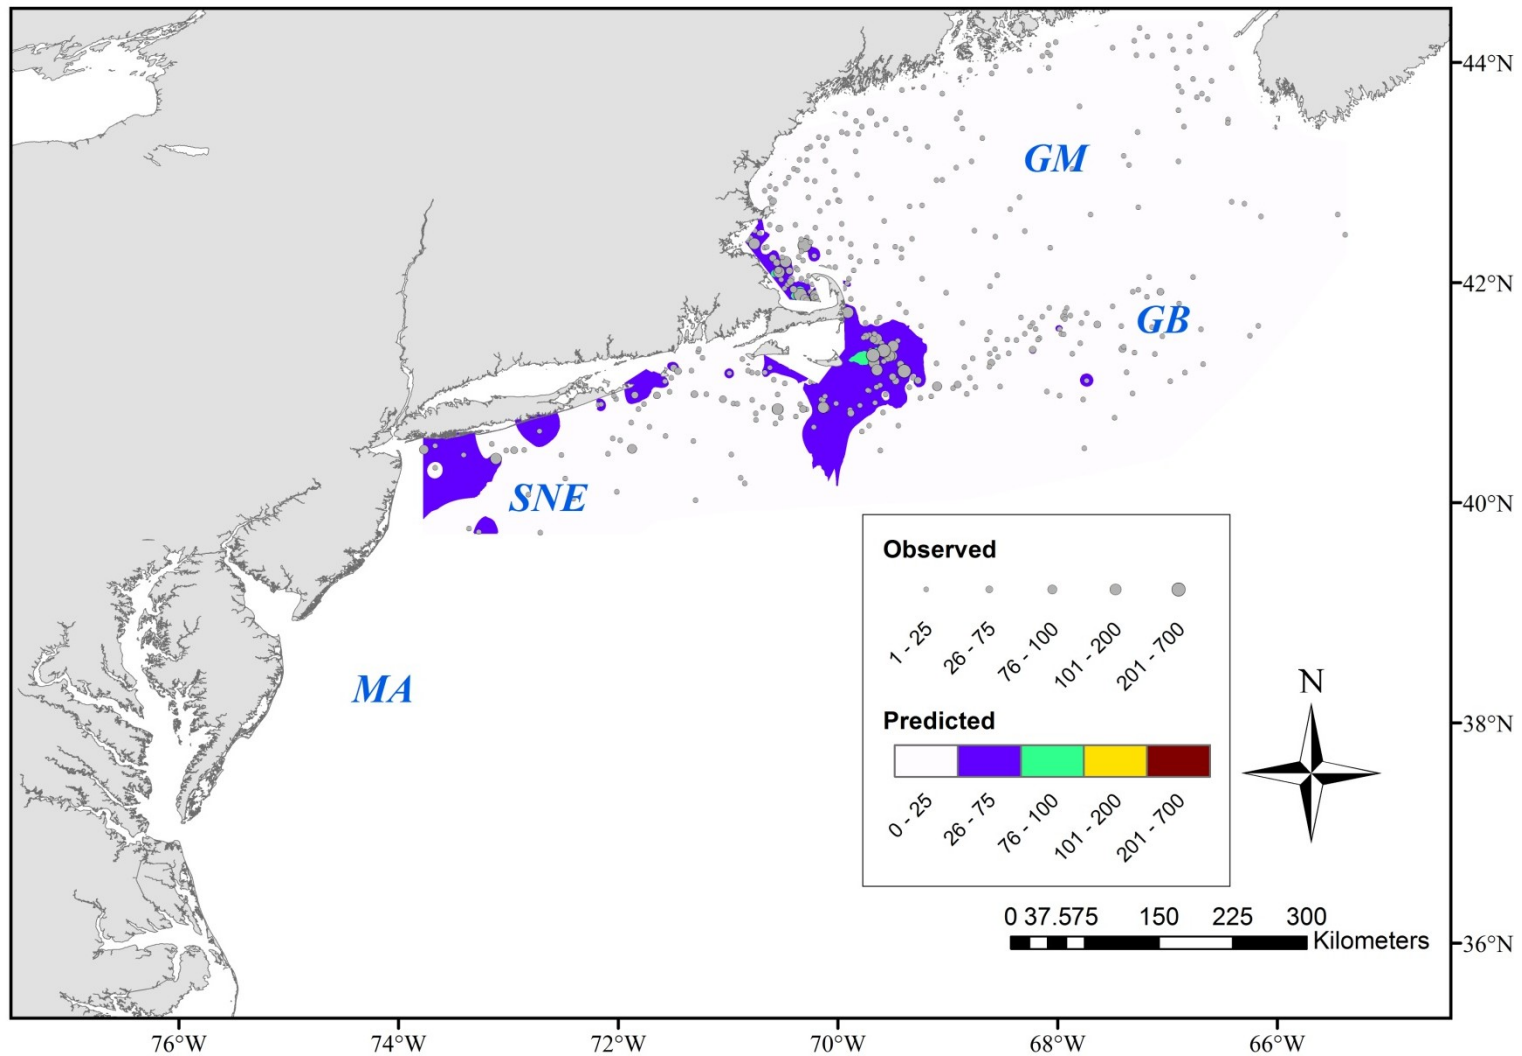 44°N
GM
42°N
GB
SNE
40°N
Observed
1 - 25
26 - 75
76 - 100
101 - 200
201 - 700
MA
N
38°N
Predicted
0 - 25
26 - 75
76 - 100
101 - 200
201 - 700
0 37.575 150 225 300
Kilometers
36°N
76°W 74°W 72°W 70°W 68°W 66°W